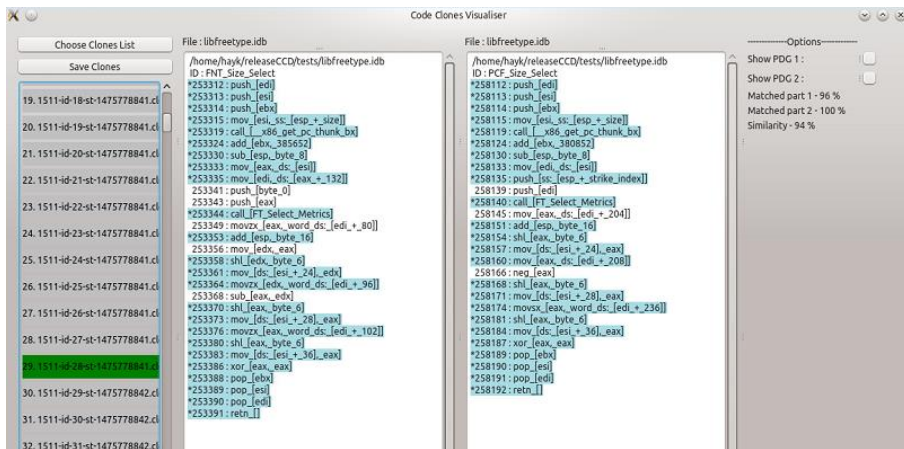 Code Clones Visualiser
Choose Clones List
Save Clones
19. 1511-id-18-st-1475778841.cl
20. 1511-id-19-st-1475778841.cl
21. 1511-id-20-st-1475778841.cl
22. 1511-id-21-st-1475778841.cl
23. 1511-id-22-st-1475778841.cl
24. 1511-id-23-st-1475778841.cl
25. 1511-id-24-st-1475778841.cl
26. 1511-id-25-st-1475778841.cl
27. 1511-id-26-st-1475778841.cl
28. 1511-id-27-st-1475778841.cl
29. 1511-id-28-st-1475778841.cl
30. 1511-id-29-st-1475778842.cl
31. 1511-id-30-st-1475778842.cl
32. 1511-id-31-st-1475778842.cl
File : libfreetype.idb
/home/hayk/releaseCCD/tests/libfreetype.idb
ID : FNT_Size_Select
*253312 : push_[edi]
*253313 : push_[esi]
*253314 : push_[ebx]
*253315 : mov_[esi,_ss:_[esp_+_size]]
*253319 : call_[__x86_get_pc_thunk_bx]
*253324 : add_[ebx,_385652]
*253330 : sub_[esp,_byte_8]
*253333 : mov_[eax,_ds:_[esi]]
*253335 : mov_[edi,_ds:_[eax_+_132]]
253341 : push_[byte_0]
253343 : push_[eax]
*253344 : call_[FT_Select_Metrics]
253349 : movzx_[eax,_word_ds:_[edi_+_80]]
*253353 : add_[esp,_byte_16]
253356 : mov_[edx,_eax]
*253358 : shl_[edx,_byte_6]
*253361 : mov_[ds:_[esi_+_24],_edx]
*253364 : movzx_[edx,_word_ds:_[edi_+_96]]
253368 : sub_[eax,_edx]
*253370 : shl_[eax,_byte_6]
*253373 : mov_[ds:_[esi_+_28],_eax]
*253376 : movzx_[eax,_word_ds:_[edi_+_102]]
*253380 : shl_[eax,_byte_6]
*253383 : mov_[ds:_[esi_+_36],_eax]
*253386 : xor_[eax,_eax]
*253388 : pop_[ebx]
*253389 : pop_[esi]
*253390 : pop_[edi]
*253391 : retn_[]
File : libfreetype.idb
/home/hayk/releaseCCD/tests/libfreetype.idb
ID : PCF_Size_Select
*258112 : push_[edi]
*258113 : push_[esi]
*258114 : push_[ebx]
*258115 : mov_[esi,_ss:_[esp_+_size]]
*258119 : call_[__x86_get_pc_thunk_bx]
*258124 : add_[ebx,_380852]
*258130 : sub_[esp,_byte_8]
*258133 : mov_[edi,_ds:_[esi]]
*258135 : push_[ss:_[esp_+_strike_index]]
258139 : push_[edi]
*258140 : call_[FT_Select_Metrics]
258145 : mov_[eax,_ds:_[edi_+_204]]
*258151 : add_[esp,_byte_16]
*258154 : shl_[eax,_byte_6]
*258157 : mov_[ds:_[esi_+_24],_eax]
*258160 : mov_[eax,_ds:_[edi_+_208]]
258166 : neg_[eax]
*258168 : shl_[eax,_byte_6]
*258171 : mov_[ds:_[esi_+_28],_eax]
*258174 : movsx_[eax,_word_ds:_[edi_+_236]]
*258181 : shl_[eax,_byte_6]
*258184 : mov_[ds:_[esi_+_36],_eax]
*258187 : xor_[eax,_eax]
*258189 : pop_[ebx]
*258190 : pop_[esi]
*258191 : pop_[edi]
*258192 : retn_[]
--------------Options------------
Show PDG 1 :
Show PDG 2 :
Matched part 1 - 96 %
Matched part 2 - 100 %
Similarity - 94 %